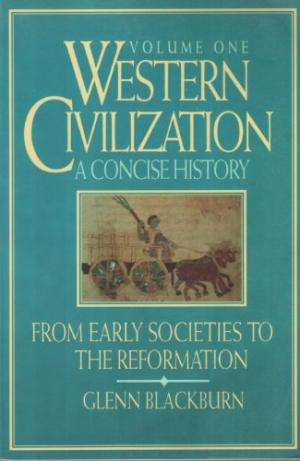 VOLUME ONE
WESTERN
CIVILIZATION
A CONCISE HISTORY
FROM EARLY SOCIETIES TO
THE REFORMATION
GLENN BLACKBURN